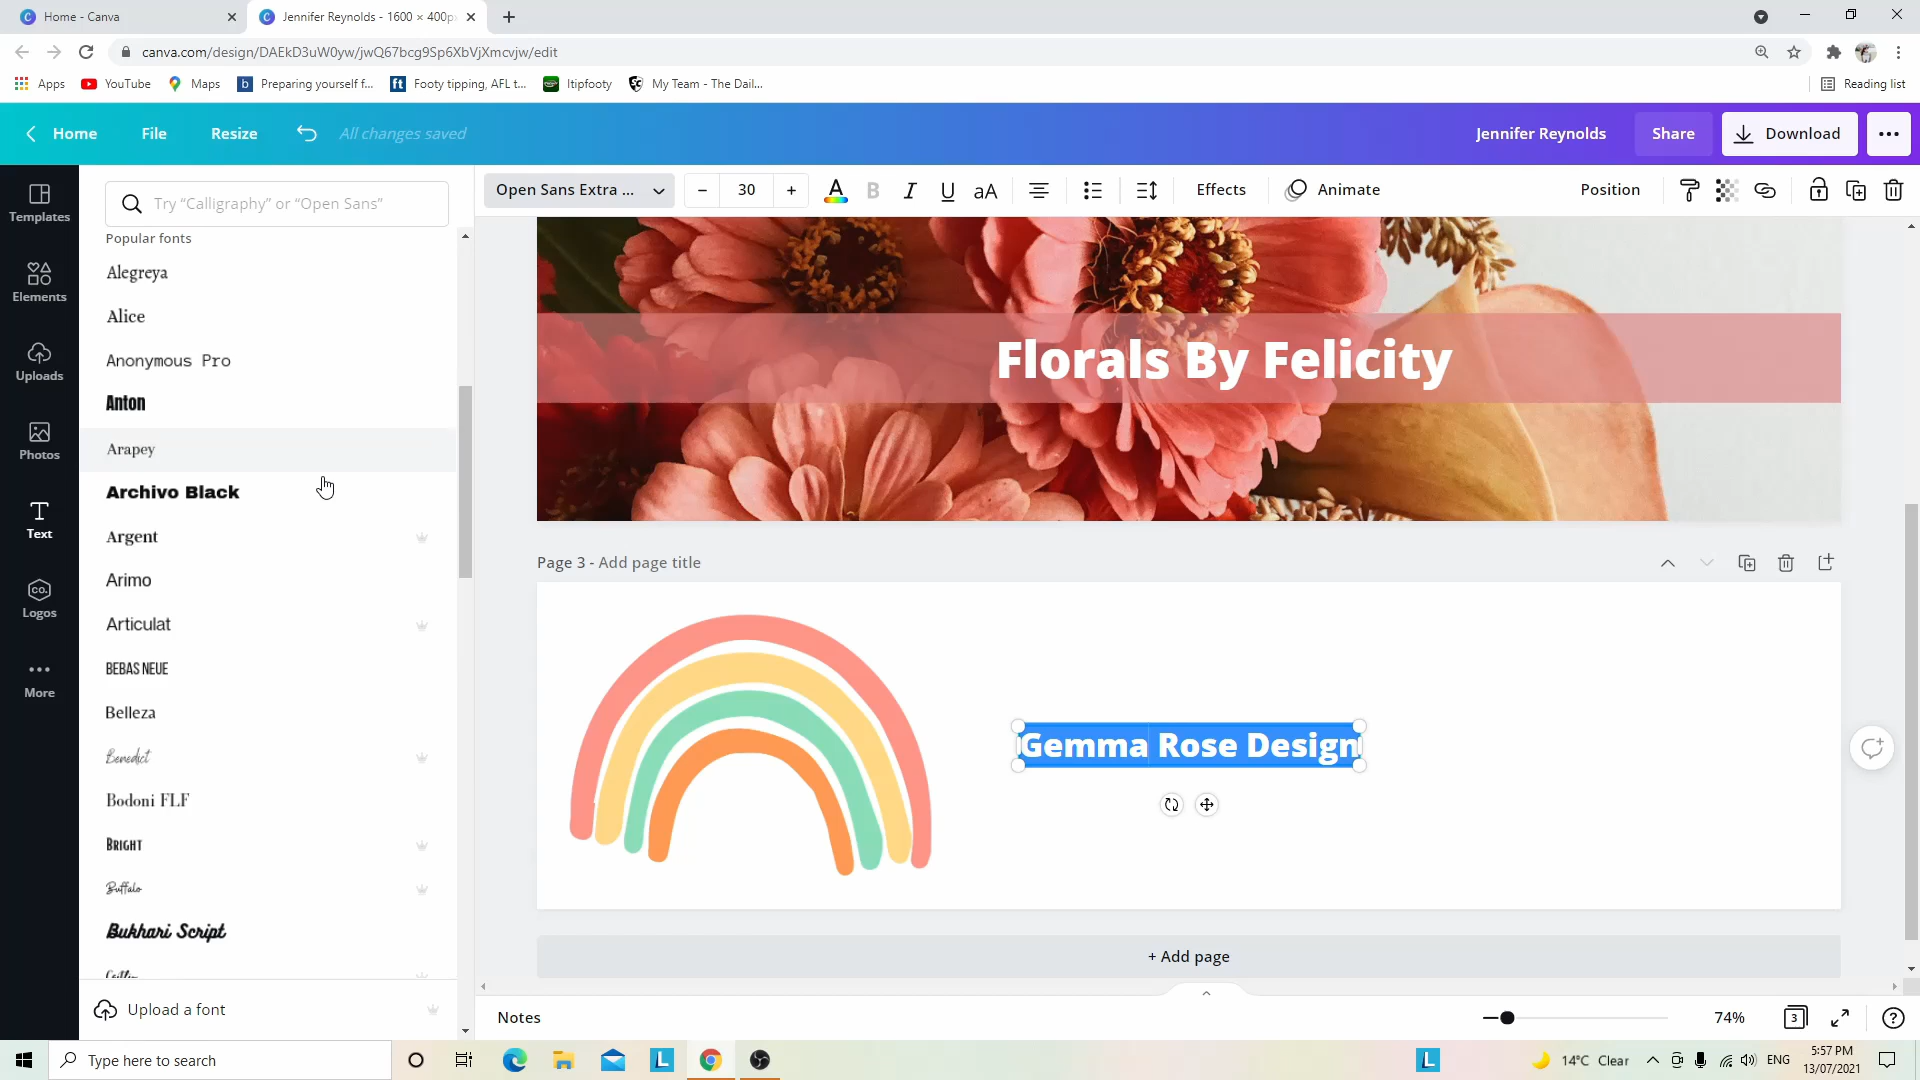 Home - Canva
Jennifer Reynolds - 1600 × 400p
canva.com/design/DAEkD3uW0yw/jwQ67bcg9Sp6XbVjXmcvjw/edit
Apps
YouTube
Maps
Preparing yourself f...
Footy tipping, AFL t...
Itipfooty
My Team - The Dail...
Reading list
Home
File
Resize
All changes saved
Jennifer Reynolds
Share
Download
Templates
Elements
Uploads
Photos
Text
Logos
More
Try “Calligraphy” or “Open Sans”
Popular fonts
Alegreya
Alice
Anonymous Pro
Anton
Arapey
Archivo Black
Argent
Arimo
Articulat
BEBAS NEUE
Belleza
Benedict
Bodoni FLF
BRIGHT
Buffalo
Bukhari Script
Upload a font
Open Sans Extra ...
30
aA
Effects
Animate
Position
Florals By Felicity
Page 3 - Add page title
Gemma Rose Design
+ Add page
Notes
74%
3
Type here to search
14°C Clear
ENG
5:57 PM
13/07/2021